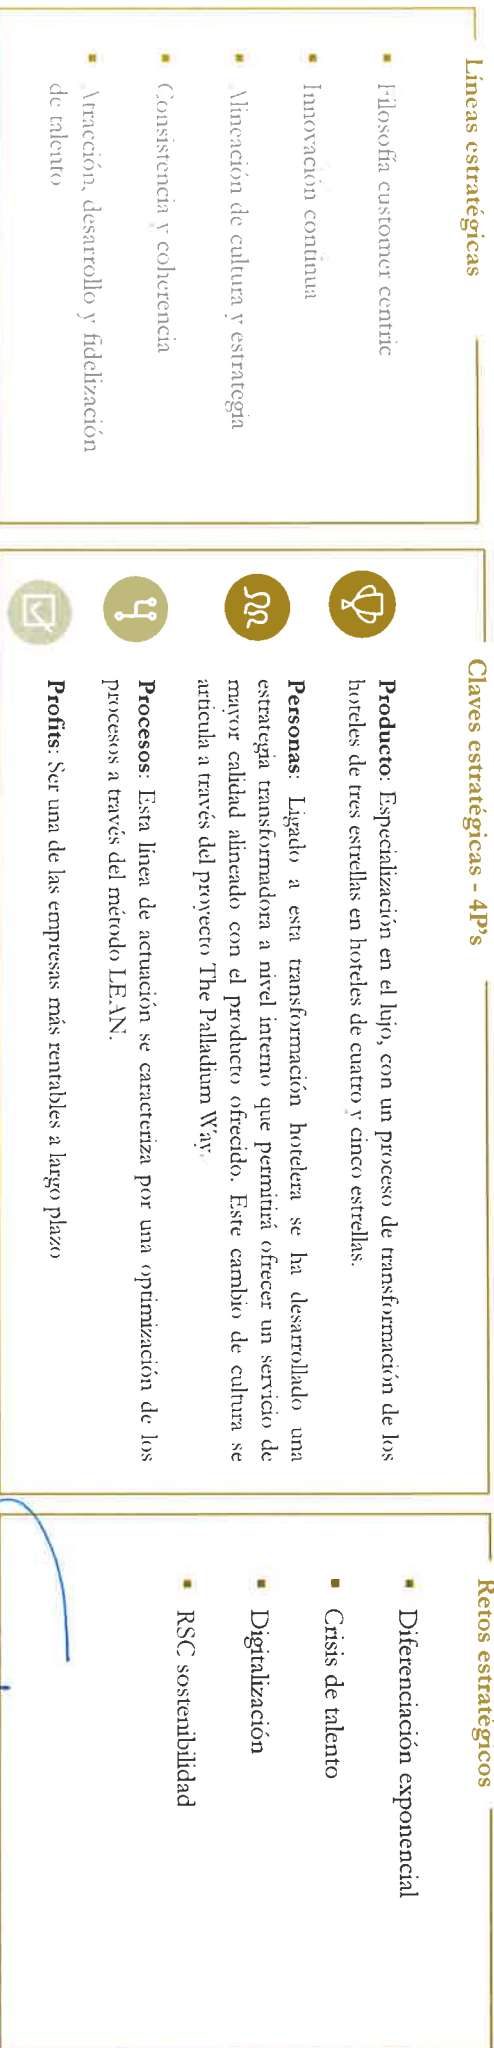 Líneas estratégicas
Filosofía customer centric
Innovación continua
Alineación de cultura y estrategia
Consistencia y coherencia
Atracción, desarrollo y fidelización
de talento
Claves estratégicas - 4P's
Producto: Especialización en el lujo, con un proceso de transformación de los
hoteles de tres estrellas en hoteles de cuatro y cinco estrellas.
Personas: Ligado a esta transformación hotelera se ha desarrollado una
estrategia transformadora a nivel interno que permitirá ofrecer un servicio de
mayor calidad alineado con el producto ofrecido. Este cambio de cultura se
articula a través del proyecto The Palladium Way.
Procesos: Esta línea de actuación se caracteriza por una optimización de los
procesos a través del método LEAN.
Profits: Ser una de las empresas más rentables a largo plazo
Retos estratégicos
Diferenciación exponencial
Crisis de talento
Digitalización
RSC sostenibilidad